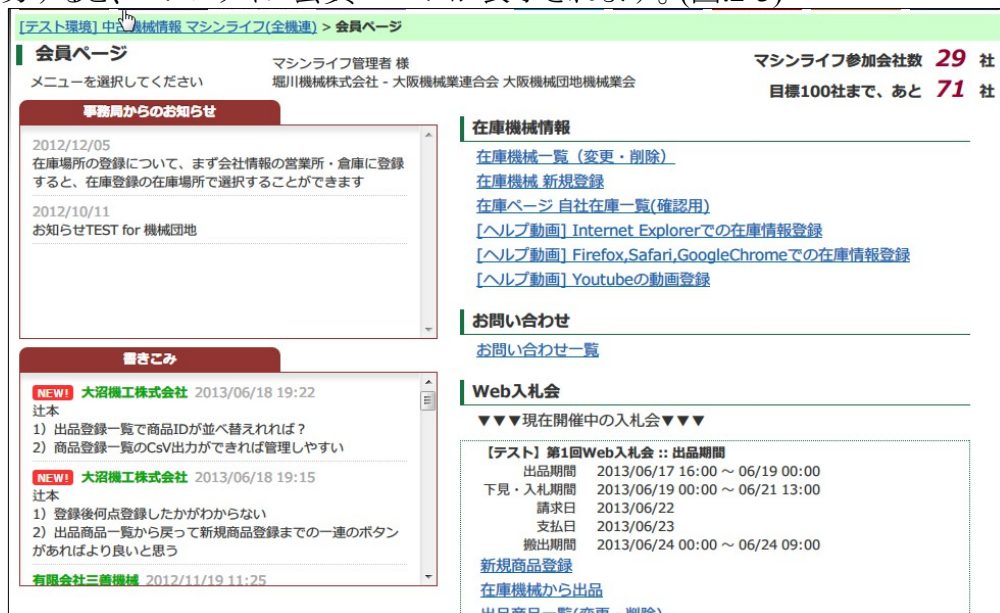 [テスト環境] 中古機械情報 マシンライフ(全機連) > 会員ページ
会員ページ
メニューを選択してください
マシンライフ管理者 様
堀川機械株式会社 - 大阪機械業連合会 大阪機械団地機械業会
マシンライフ参加会社数 29 社
目標100社まで、あと 71 社
事務局からのお知らせ
2012/12/05
在庫場所の登録について、まず会社情報の営業所・倉庫に登録
すると、在庫登録の在庫場所で選択することができます
2012/10/11
お知らせTEST for 機械団地
書きこみ
NEW! 大沼機工株式会社 2013/06/18 19:22
辻本
1）出品登録一覧で商品IDが並べ替えれれば？
2）商品登録一覧のCsV出力ができれば管理しやすい
NEW! 大沼機工株式会社 2013/06/18 19:15
辻本
1）登録後何点登録したかがわからない
2）出品商品一覧から戻って新規商品登録までの一連のボタン
があればより良いと思う
有限会社三善機械 2012/11/19 11:25
在庫機械情報
在庫機械一覧（変更・削除）
在庫機械 新規登録
在庫ページ 自社在庫一覧(確認用)
[ヘルプ動画] Internet Explorerでの在庫情報登録
[ヘルプ動画] Firefox,Safari,GoogleChromeでの在庫情報登録
[ヘルプ動画] Youtubeの動画登録
お問い合わせ
お問い合わせ一覧
Web入札会
▼▼▼現在開催中の入札会▼▼▼
【テスト】第1回Web入札会 :: 出品期間
出品期間 2013/06/17 16:00 ～ 06/19 00:00
下見・入札期間 2013/06/19 00:00 ～ 06/21 13:00
請求日 2013/06/22
支払日 2013/06/23
搬出期間 2013/06/24 00:00 ～ 06/24 09:00
新規商品登録
在庫機械から出品
出品商品一覧(変更・削除)